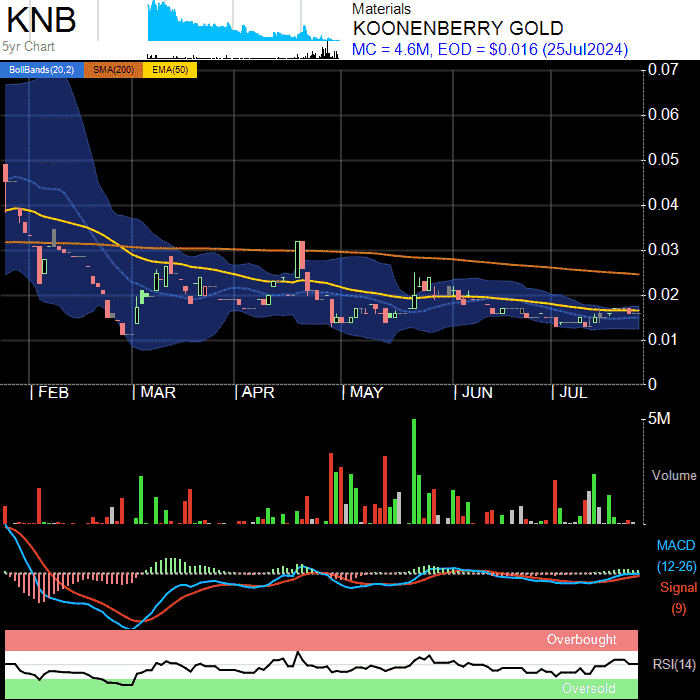 KNB
5yr Chart
Materials
KOONENBERRY GOLD
MC = 4.6M, EOD = $0.016 (25Jul2024)
BollBands(20,2) SMA(200) EMA(50)
0.07
0.06
0.05
0.04
0.03
0.02
0.01
0
FEB MAR APR MAY JUN JUL
5M
Volume
MACD
(12-26)
Signal
(9)
Overbought
RSI(14)
Oversold